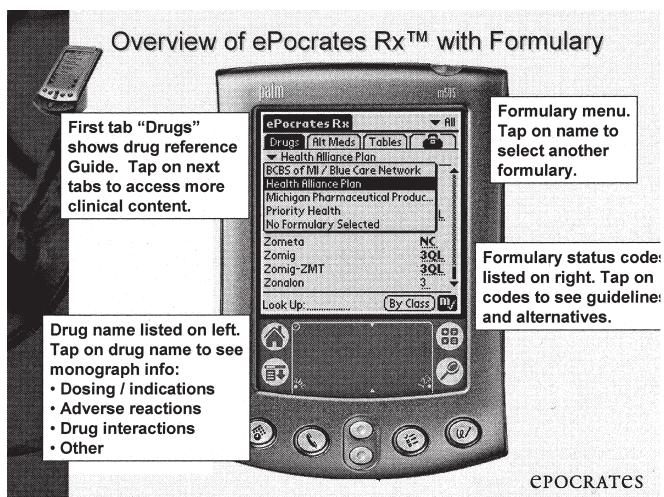 Overview of ePocrates Rx™ with Formulary
palm
m505
First tab “Drugs”
shows drug reference
Guide. Tap on next
tabs to access more
clinical content.
Formulary menu.
Tap on name to
select another
formulary.
ePocrates Rx
All
Drugs
Alt Meds
Tables
Health Alliance Plan
BCBS of MI / Blue Care Network
Health Alliance Plan
Michigan Pharmaceutical Produc...
Priority Health
No Formulary Selected
Zometa NC
Zomig 3QL
Zomig-ZMT 3QL
Zonalon 3
Look Up:
By Class
Formulary status codes
listed on right. Tap on
codes to see guidelines
and alternatives.
Drug name listed on left.
Tap on drug name to see
monograph info:
• Dosing / indications
• Adverse reactions
• Drug interactions
• Other
ePOCRATES